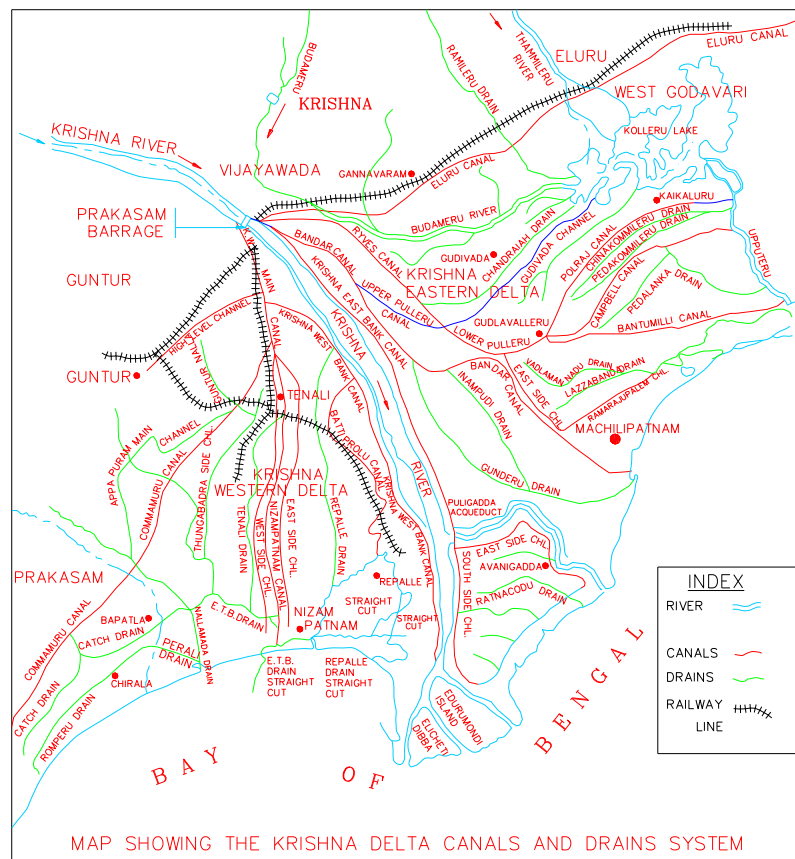 ELURU CANAL
ELURU
THAMMILERU
RIVER
RAMILERU DRAIN
BUDAMERU
WEST GODAVARI
KRISHNA
KOLLERU LAKE
KRISHNA RIVER
VIJAYAWADA
GANNAVARAM
ELURU CANAL
KAIKALURU
PRAKASAM
BARRAGE
BUDAMERU RIVER
CHINAKOMMILERU DRAIN
PEDAKOMMILERU DRAIN
POLRAJ CANAL
UPPUTERU
K.W. MAIN
CANAL
BANDAR CANAL
RYVES CANAL
GUDIVADA
CHANDRAIAH DRAIN
GUDIVADA CHANNEL
KRISHNA
EASTERN DELTA
GUNTUR
UPPER PULLERU
CANAL
KRISHNA EAST BANK CANAL
CAMPBELL CANAL
PEDALANKA DRAIN
KRISHNA
RIVER
HIGH LEVEL CHANNEL
KRISHNA WEST BANK CANAL
LOWER PULLERU
GUDLAVALLERU
BANTUMILLI CANAL
GUNTUR
GUNTUR NALA
BANDAR CANAL
EAST SIDE CHL.
VADLAMANNADU DRAIN
LAZZABANDA DRAIN
RAMARAJUPALEM CHL.
TENALI
INAMPUDI DRAIN
BATTIPROLU CANAL
MACHILIPATNAM
APPA PURAM MAIN
CHANNEL
COMMAMURU CANAL
THUNGABADRA SIDE CHL.
KRISHNA
WESTERN DELTA
TENALI DRAIN
WEST SIDE CHL.
NIZAMPATNAM CANAL
EAST SIDE CHL.
REPALLE DRAIN
KRISHNA WEST BANK CANAL
GUNDERU DRAIN
PULIGADDA
ACQUEDUCT
EAST SIDE CHL.
AVANIGADDA
SOUTH SIDE CHL.
RATNACODU DRAIN
PRAKASAM
REPALLE
STRAIGHT
CUT
STRAIGHT
CUT
NIZAM
PATNAM
BAPATLA
E.T.B.DRAIN
NALLAMADA DRAIN
CATCH DRAIN
COMMAMURU CANAL
PERALI
DRAIN
CHIRALA
CATCH DRAIN
ROMPERU DRAIN
E.T.B.
DRAIN
STRAIGHT
CUT
REPALLE
DRAIN
STRAIGHT
CUT
EDURUMONDI
ISLAND
ELICHETI
DIBBA
BAY OF BENGAL
INDEX
RIVER
CANALS
DRAINS
RAILWAY
LINE
MAP SHOWING THE KRISHNA DELTA CANALS AND DRAINS SYSTEM